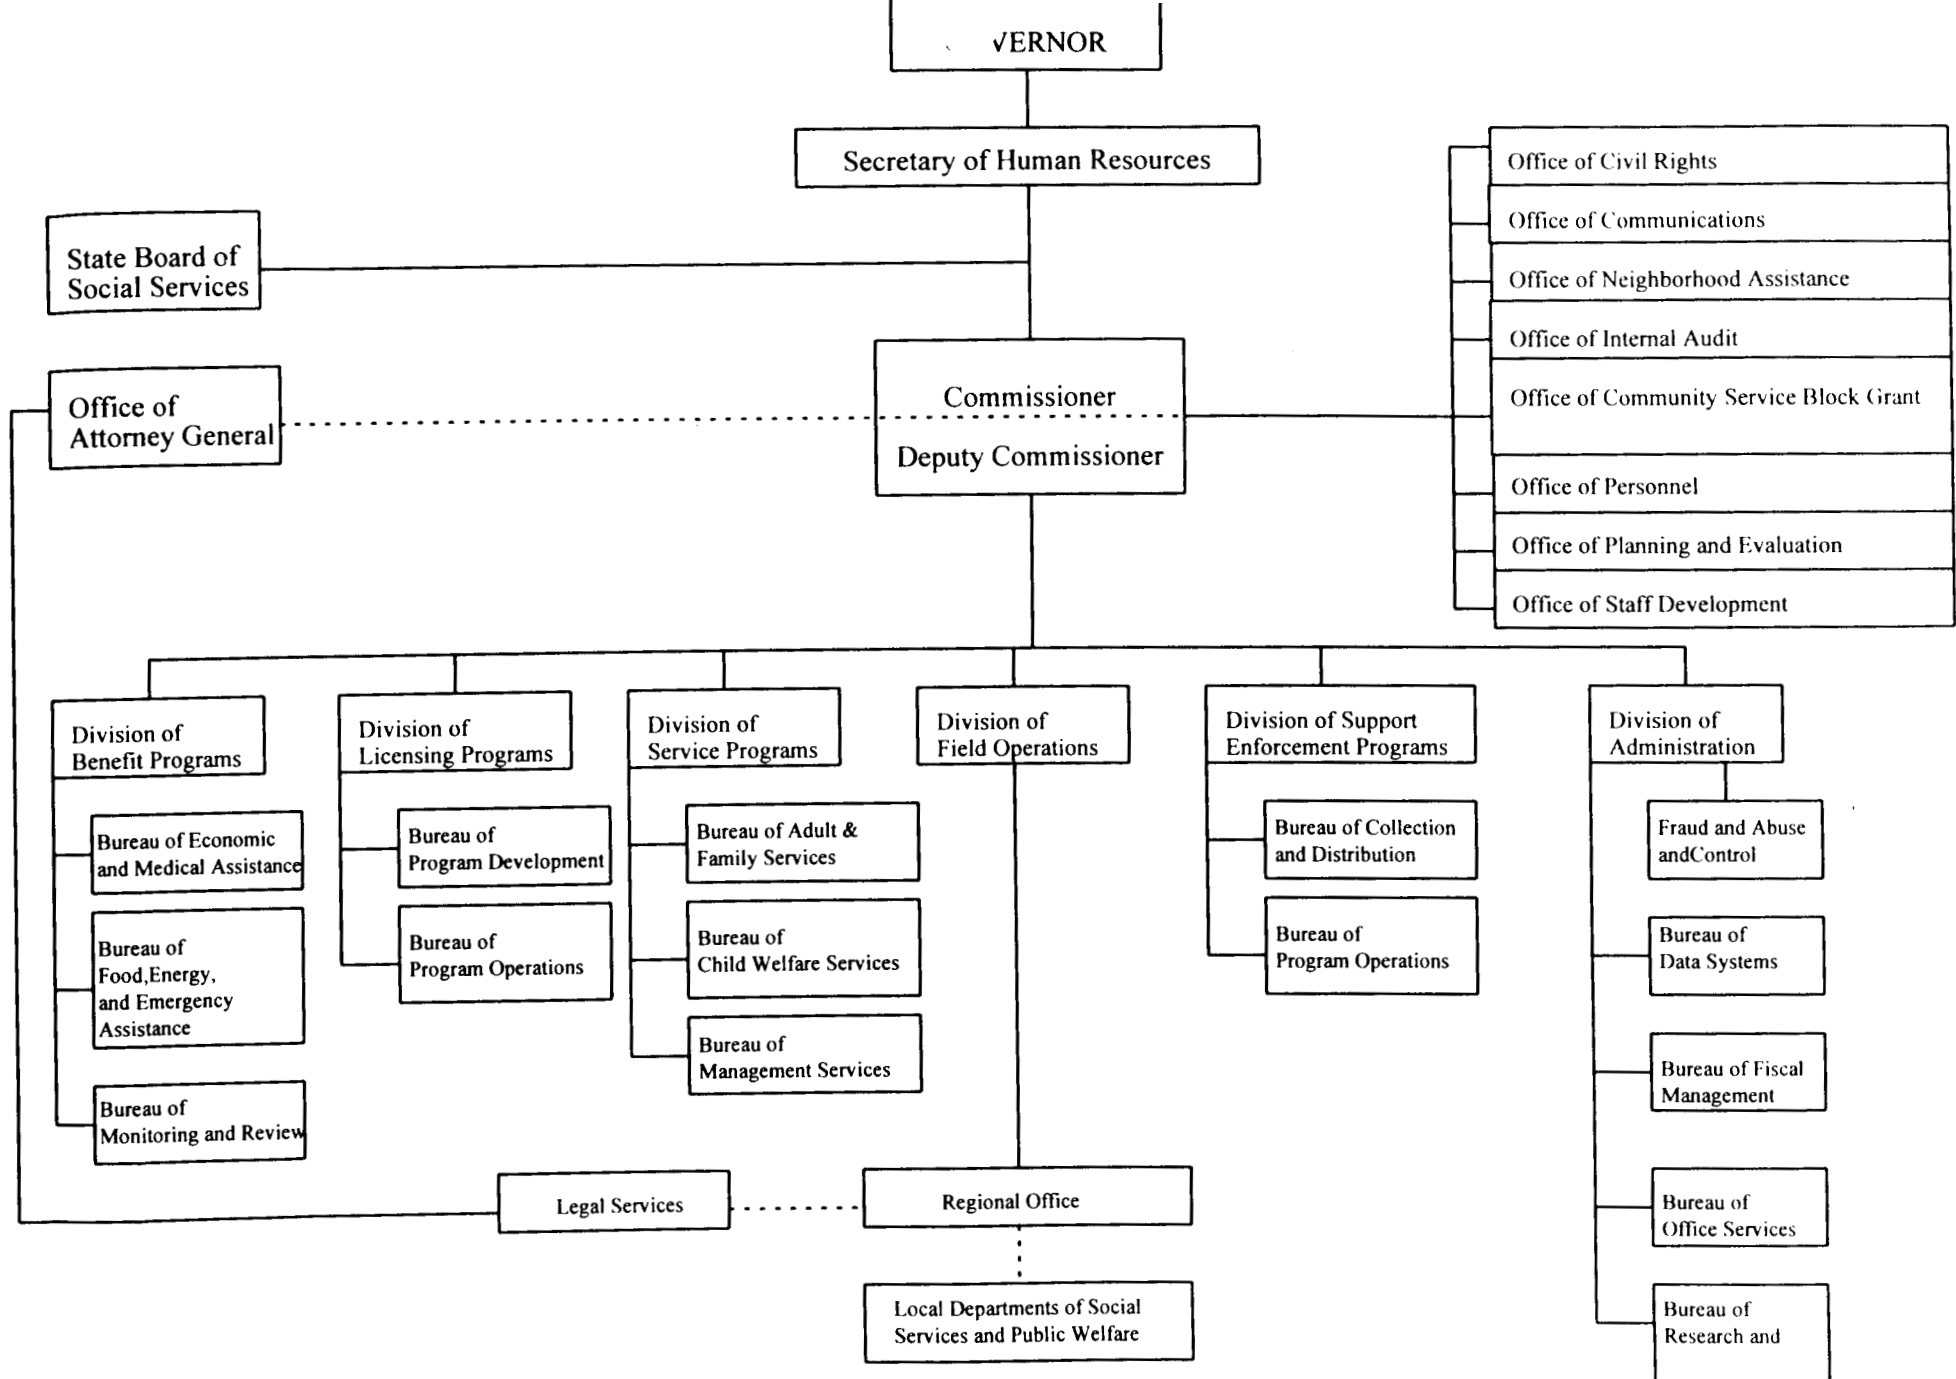 VERNOR
Secretary of Human Resources
State Board of
Social Services
Office of
Attorney General
Commissioner
Deputy Commissioner
Office of Civil Rights
Office of Communications
Office of Neighborhood Assistance
Office of Internal Audit
Office of Community Service Block Grant
Office of Personnel
Office of Planning and Evaluation
Office of Staff Development
Division of
Benefit Programs
Bureau of Economic
and Medical Assistance
Bureau of
Food,Energy,
and Emergency
Assistance
Bureau of
Monitoring and Review
Division of
Licensing Programs
Bureau of
Program Development
Bureau of
Program Operations
Division of
Service Programs
Bureau of Adult &
Family Services
Bureau of
Child Welfare Services
Bureau of
Management Services
Division of
Field Operations
Legal Services
Regional Office
Local Departments of Social
Services and Public Welfare
Division of Support
Enforcement Programs
Bureau of Collection
and Distribution
Bureau of
Program Operations
Division of
Administration
Fraud and Abuse
andControl
Bureau of
Data Systems
Bureau of Fiscal
Management
Bureau of
Office Services
Bureau of
Research and